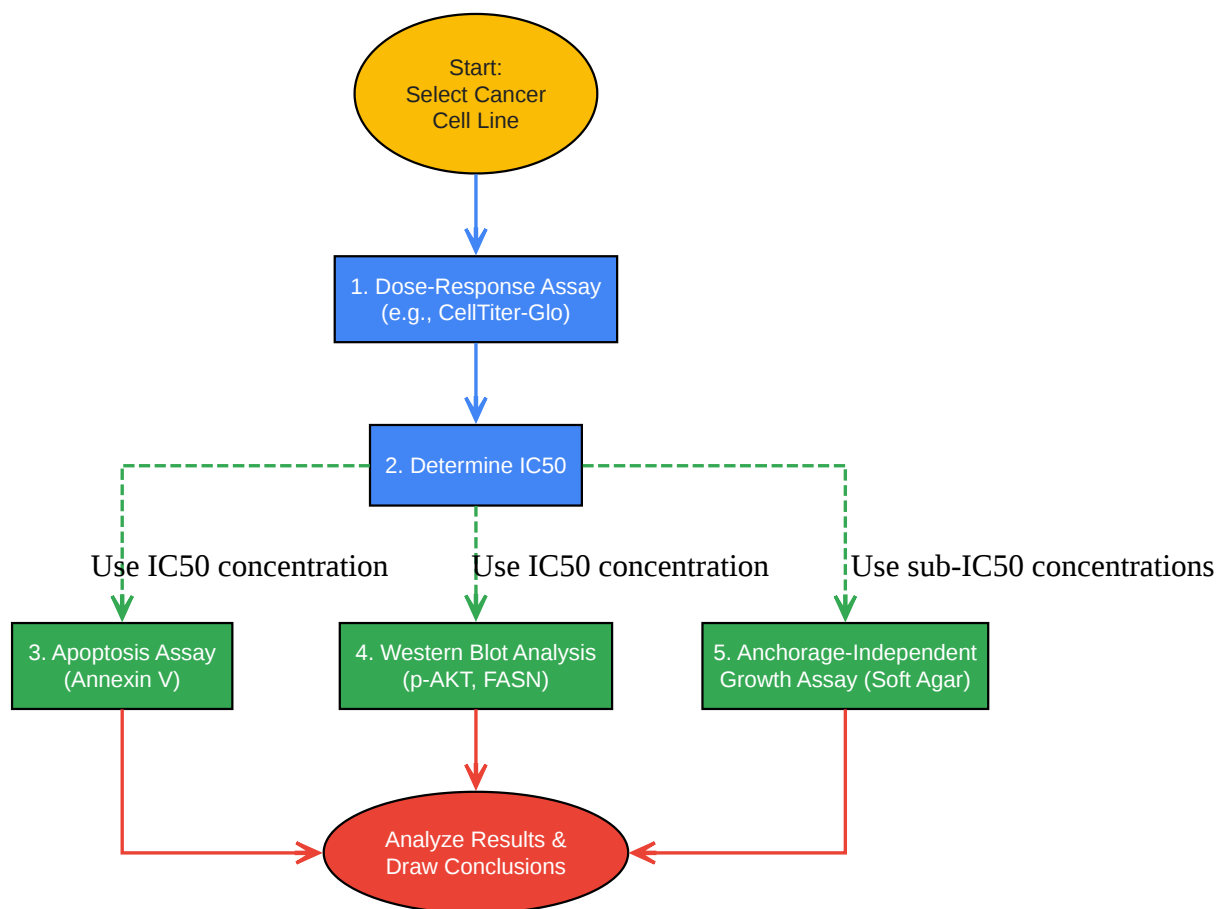 Start:
Select Cancer
Cell Line
1. Dose-Response Assay
(e.g., CellTiter-Glo)
2. Determine IC50
Use IC50 concentration
Use IC50 concentration
Use sub-IC50 concentrations
3. Apoptosis Assay
(Annexin V)
4. Western Blot Analysis
(p-AKT, FASN)
5. Anchorage-Independent
Growth Assay (Soft Agar)
Analyze Results &
Draw Conclusions